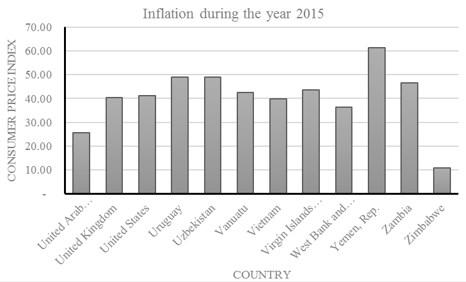 Inflation during the year 2015
CONSUMER PRICE INDEX
70.00
60.00
50.00
40.00
30.00
20.00
10.00
-
United Arab…
United Kingdom
United States
Uruguay
Uzbekistan
Vanuatu
Vietnam
Virgin Islands…
West Bank and…
Yemen, Rep.
Zambia
Zimbabwe
COUNTRY